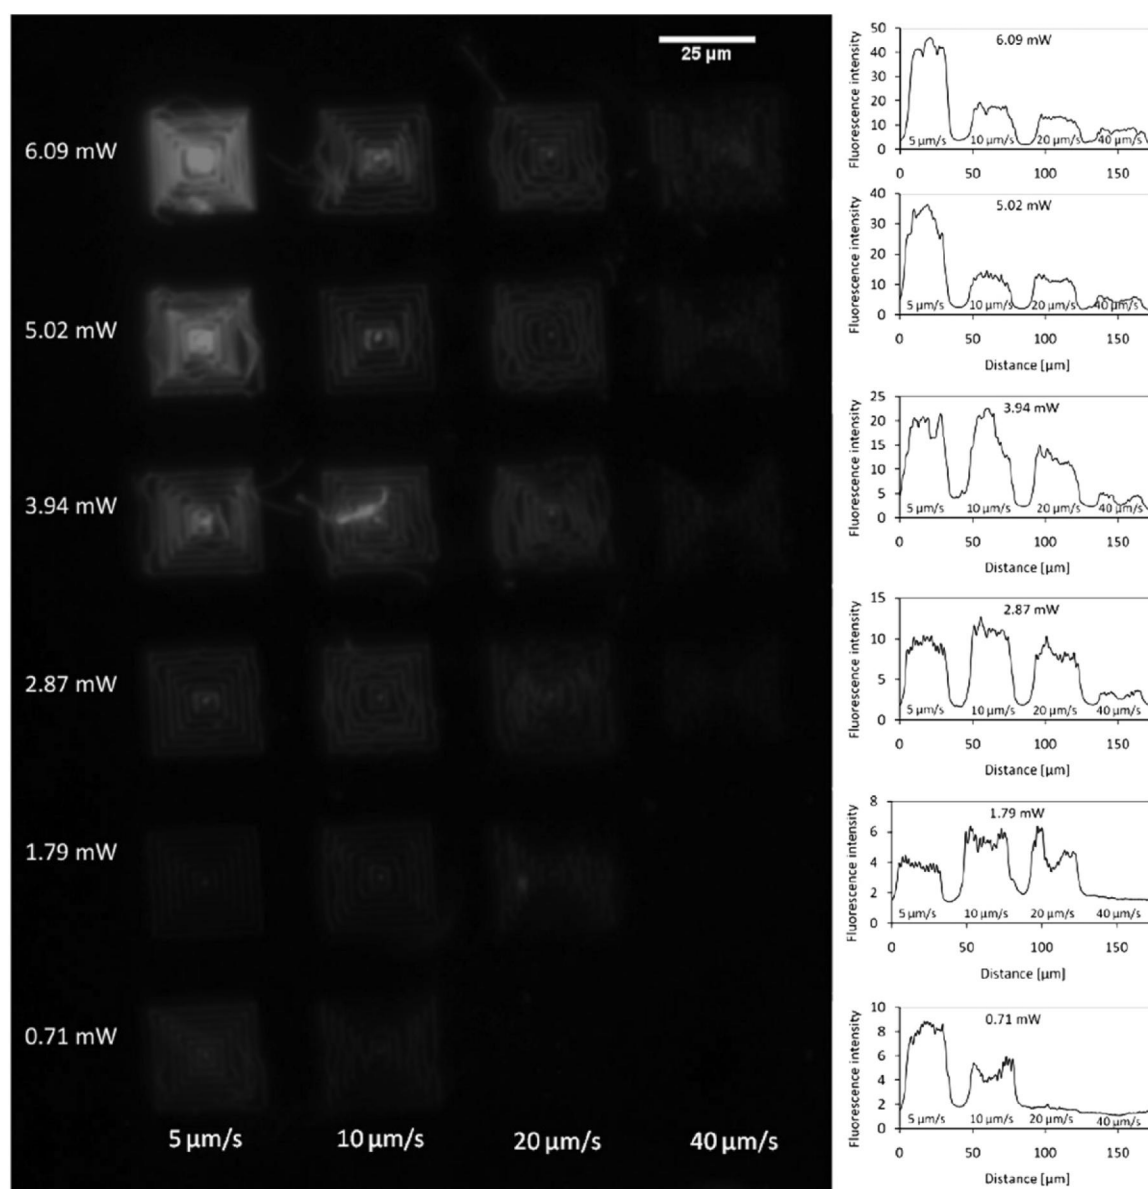 25 µm
6.09 mW
5.02 mW
3.94 mW
2.87 mW
1.79 mW
0.71 mW
5 µm/s 10 µm/s 20 µm/s 40 µm/s
Fluorescence intensity
50
40
30
20
10
0
6.09 mW
5 µm/s 10 µm/s 20 µm/s 40 µm/s
0 50 100 150
Fluorescence intensity
40
30
20
10
0
5.02 mW
5 µm/s 10 µm/s 20 µm/s 40 µm/s
0 50 100 150
Distance [µm]
Fluorescence intensity
25
20
15
10
5
0
3.94 mW
5 µm/s 10 µm/s 20 µm/s 40 µm/s
0 50 100 150
Distance [µm]
Fluorescence intensity
15
10
5
0
2.87 mW
5 µm/s 10 µm/s 20 µm/s 40 µm/s
0 50 100 150
Distance [µm]
Fluorescence intensity
8
6
4
2
0
1.79 mW
5 µm/s 10 µm/s 20 µm/s 40 µm/s
0 50 100 150
Distance [µm]
Fluorescence intensity
10
8
6
4
2
0
0.71 mW
5 µm/s 10 µm/s 20 µm/s 40 µm/s
0 50 100 150
Distance [µm]